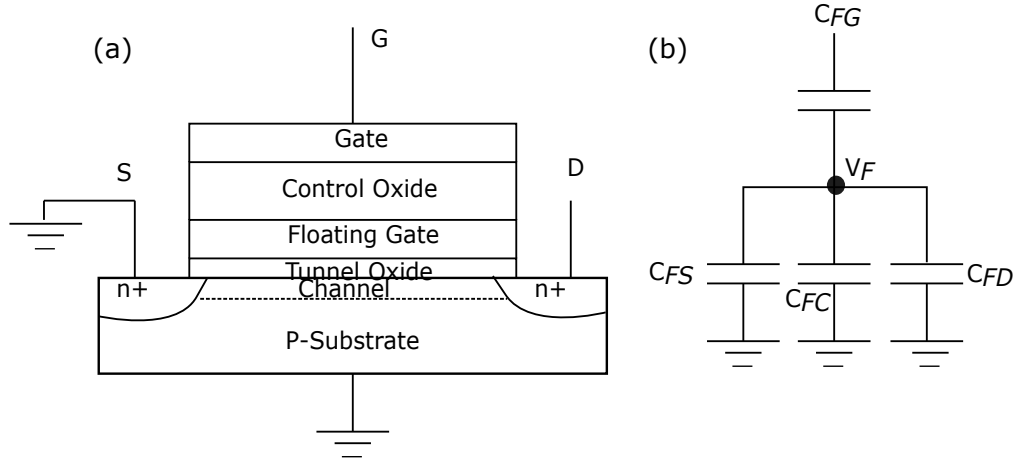 (a)
G
Gate
Control Oxide
Floating Gate
Tunnel Oxide
Channel
S
D
n+
n+
P-Substrate
(b)
CFG
VF
CFS
CFC
CFD